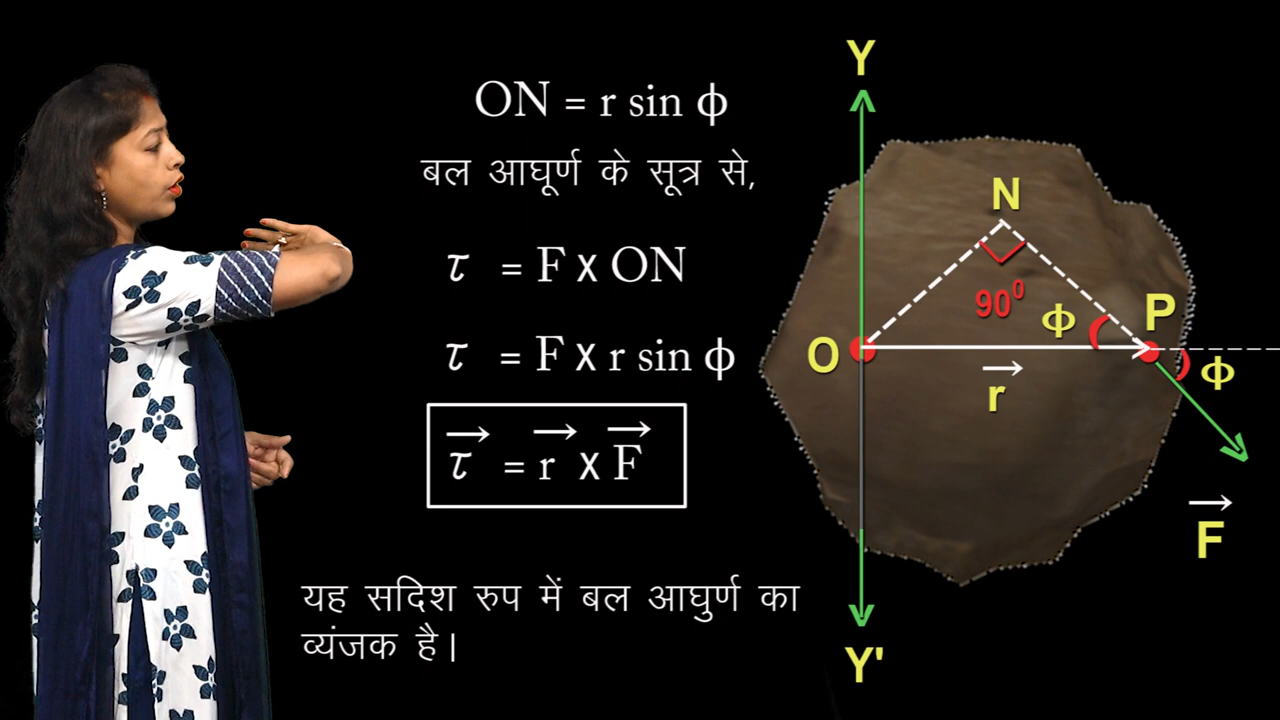 ON = r sin ϕ
बल आघूर्ण के सूत्र से,
τ = F x ON
τ = F x r sin ϕ
τ⃗ = r⃗ x F⃗
यह सदिश रुप में बल आघुर्ण का
व्यंजक है।
Y
N
90⁰
ϕ
P
O
r⃗
ϕ
F⃗
Y'